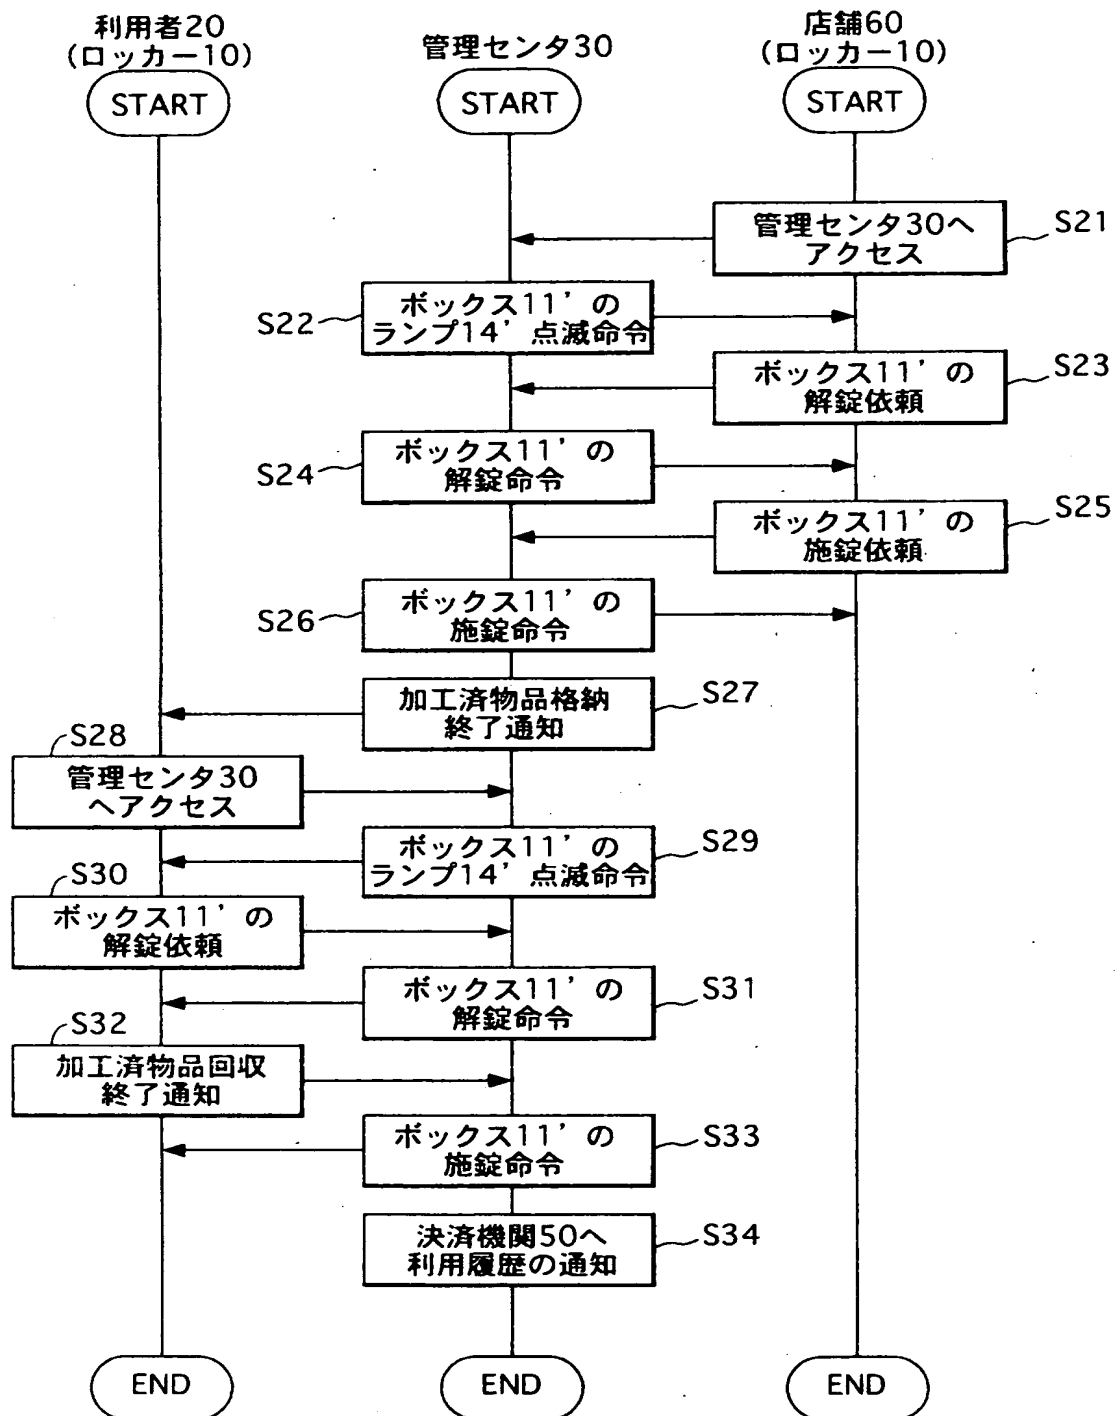 利用者20
(ロッカー10)
管理センタ30
店舗60
(ロッカー10)
START
START
START
管理センタ30へ
アクセス
S21
S22
ボックス11’の
ランプ14’点滅命令
ボックス11’の
解錠依頼
S23
S24
ボックス11’の
解錠命令
ボックス11’の
施錠依頼
S25
S26
ボックス11’の
施錠命令
加工済物品格納
終了通知
S27
S28
管理センタ30
へアクセス
ボックス11’の
ランプ14’点滅命令
S29
S30
ボックス11’の
解錠依頼
ボックス11’の
解錠命令
S31
S32
加工済物品回収
終了通知
ボックス11’の
施錠命令
S33
決済機関50へ
利用履歴の通知
S34
END
END
END